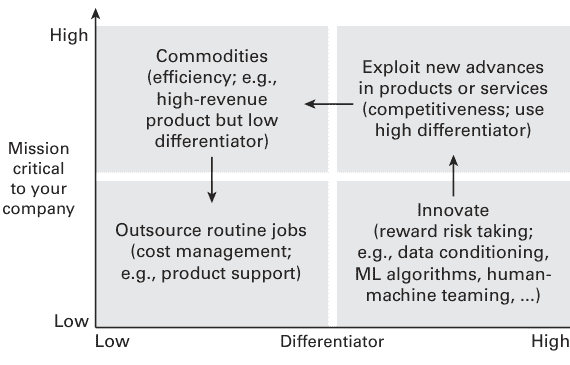 High
Mission
critical
to your
company
Low
Commodities
(efficiency; e.g.,
high-revenue
product but low
differentiator)
Exploit new advances
in products or services
(competitiveness; use
high differentiator)
Outsource routine jobs
(cost management;
e.g., product support)
Innovate
(reward risk taking;
e.g., data conditioning,
ML algorithms, human-
machine teaming, ...)
Low
Differentiator
High